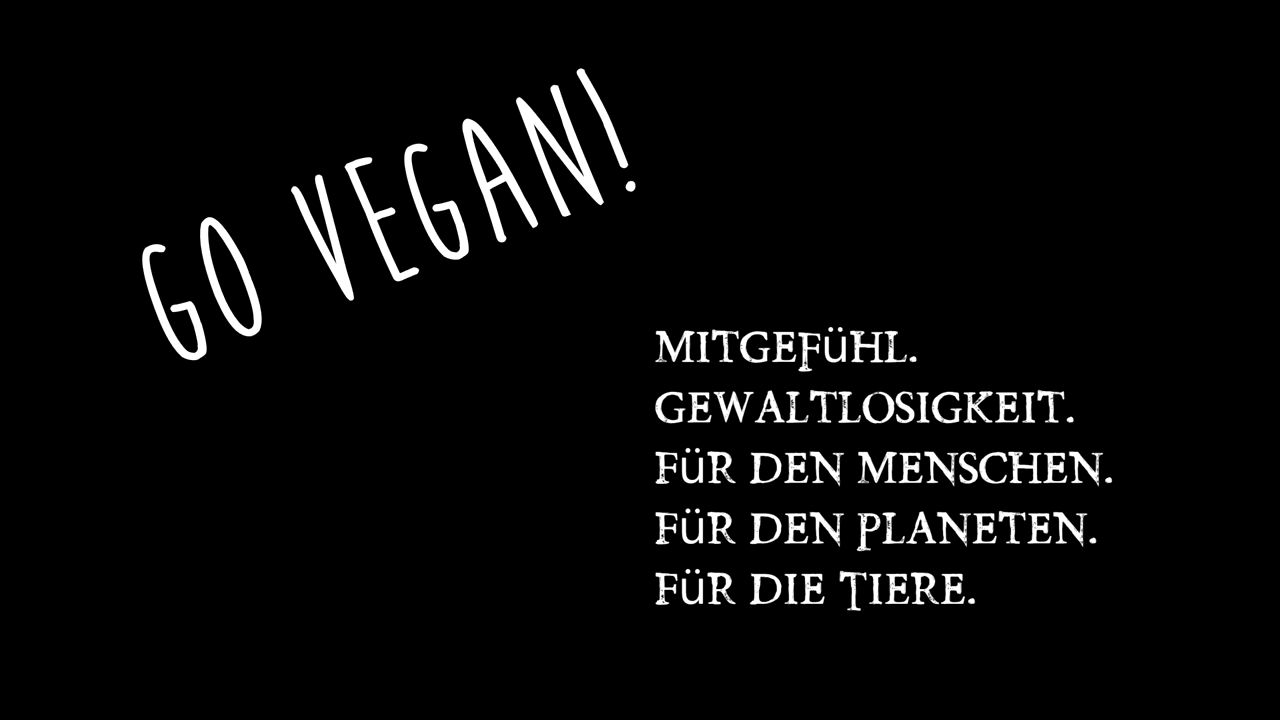 GO VEGAN!
MITGEFÜHL.
GEWALTLOSIGKEIT.
FÜR DEN MENSCHEN.
FÜR DEN PLANETEN.
FÜR DIE TIERE.